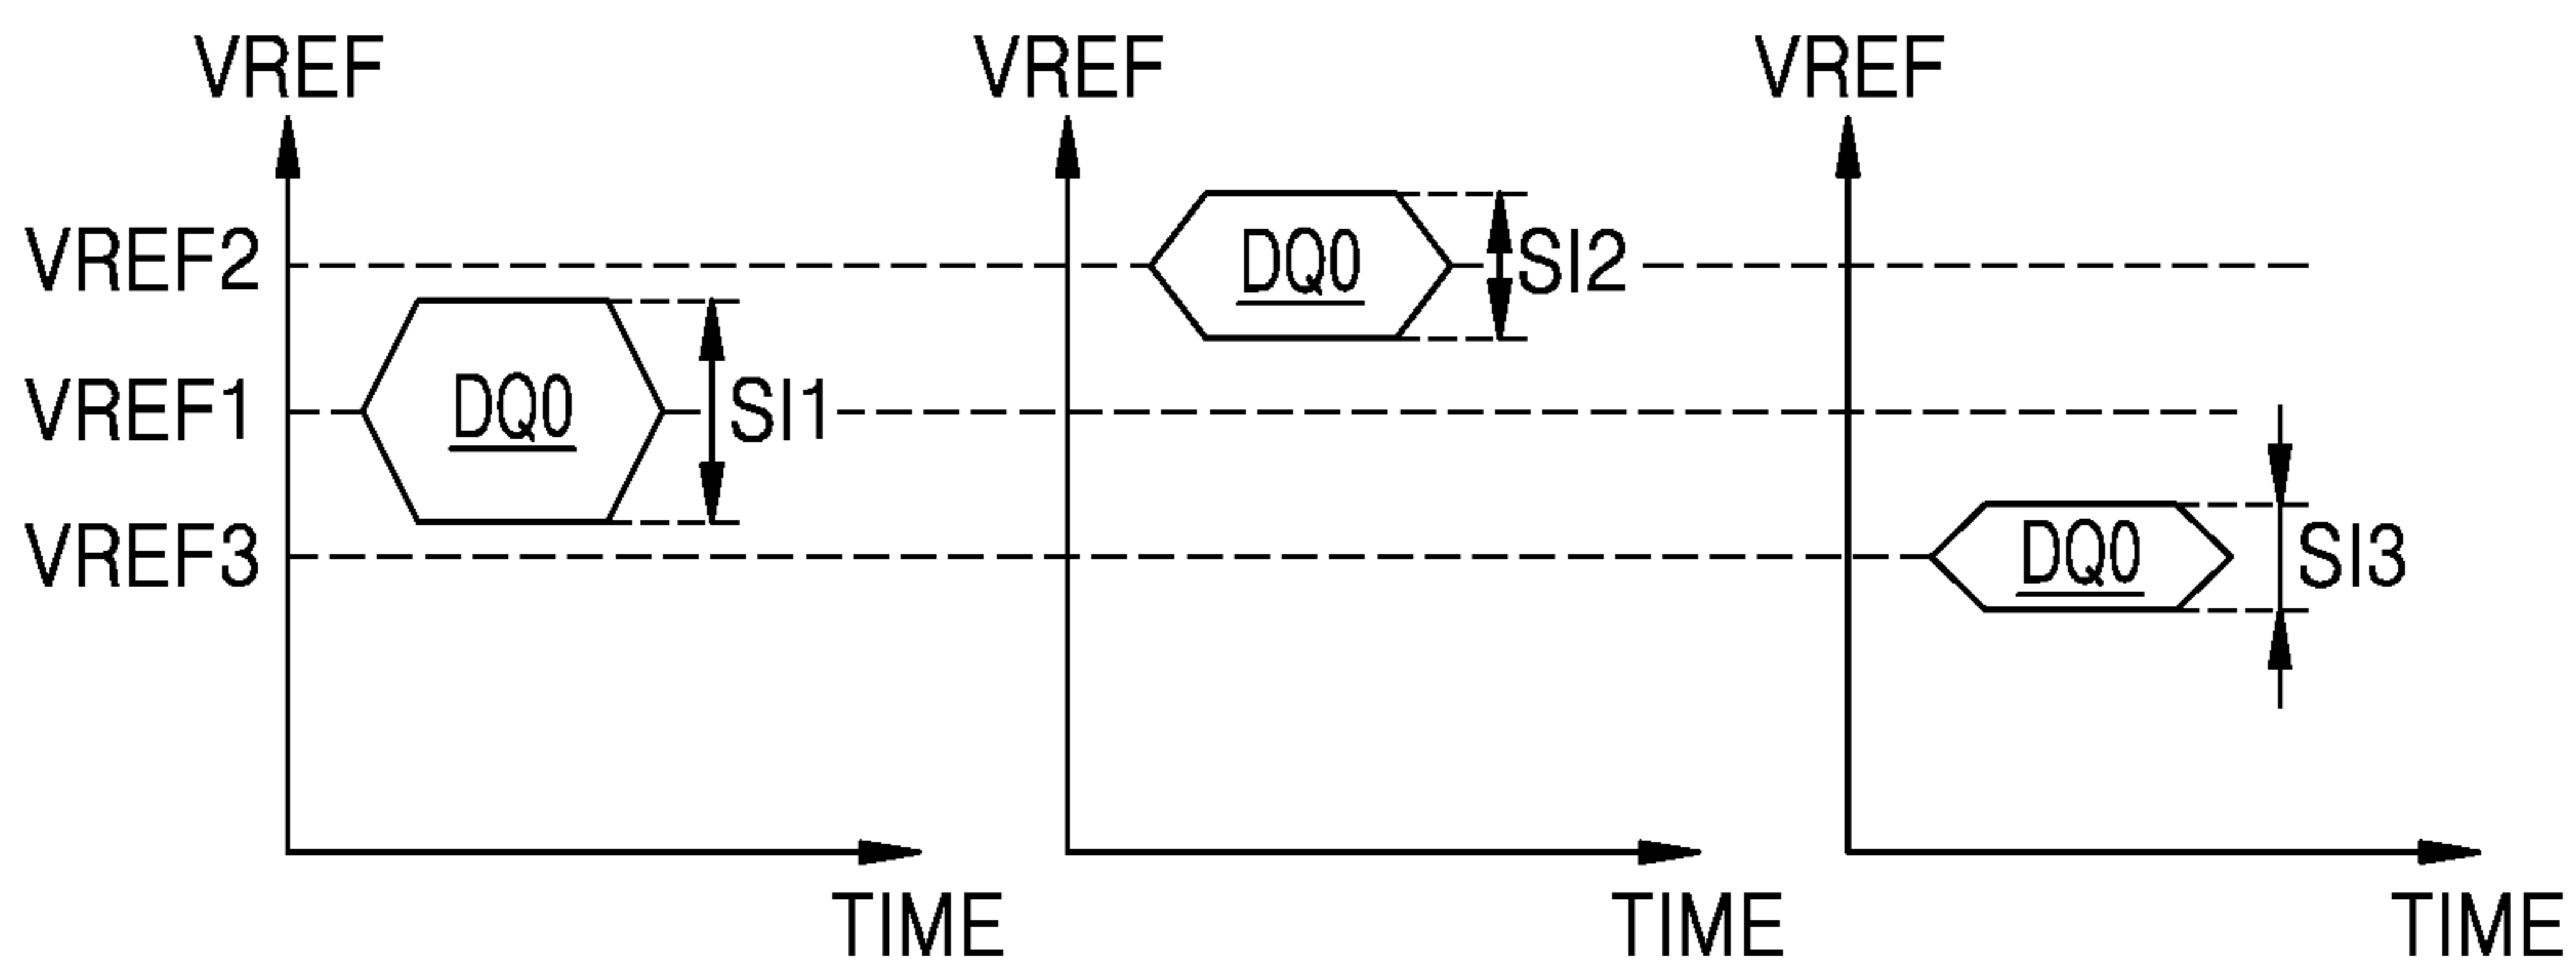 VREF VREF VREF
VREF2 DQ0 SI2
VREF1 DQ0 SI1
VREF3 DQ0 SI3
TIME TIME TIME